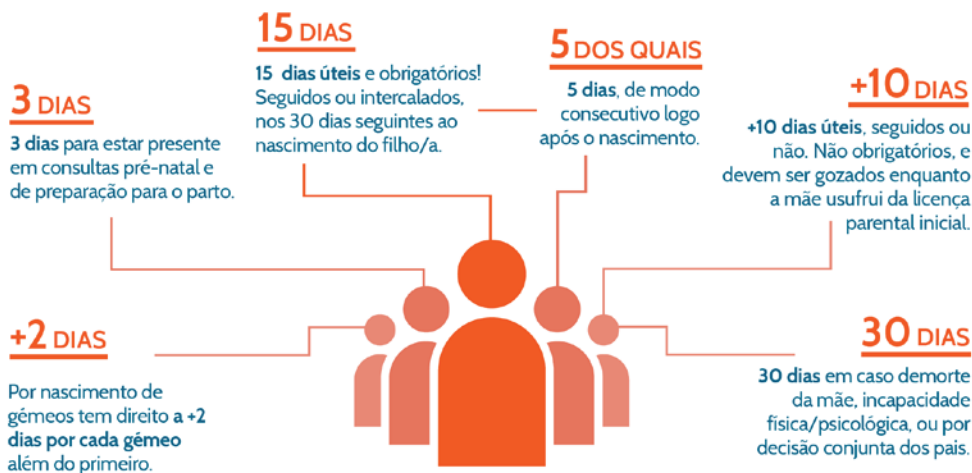 3 DIAS
3 dias para estar presente
em consultas pré-natal e
de preparação para o parto.
15 DIAS
15 dias úteis e obrigatórios!
Seguidos ou intercalados,
nos 30 dias seguintes ao
nascimento do filho/a.
5 DOS QUAIS
5 dias, de modo
consecutivo logo
após o nascimento.
+10 DIAS
+10 dias úteis, seguidos ou
não. Não obrigatórios, e
devem ser gozados enquanto
a mãe usufrui da licença
parental inicial.
+2 DIAS
Por nascimento de
gémeos tem direito a +2
dias por cada gémeo
além do primeiro.
30 DIAS
30 dias em caso demorte
da mãe, incapacidade
física/psicológica, ou por
decisão conjunta dos pais.